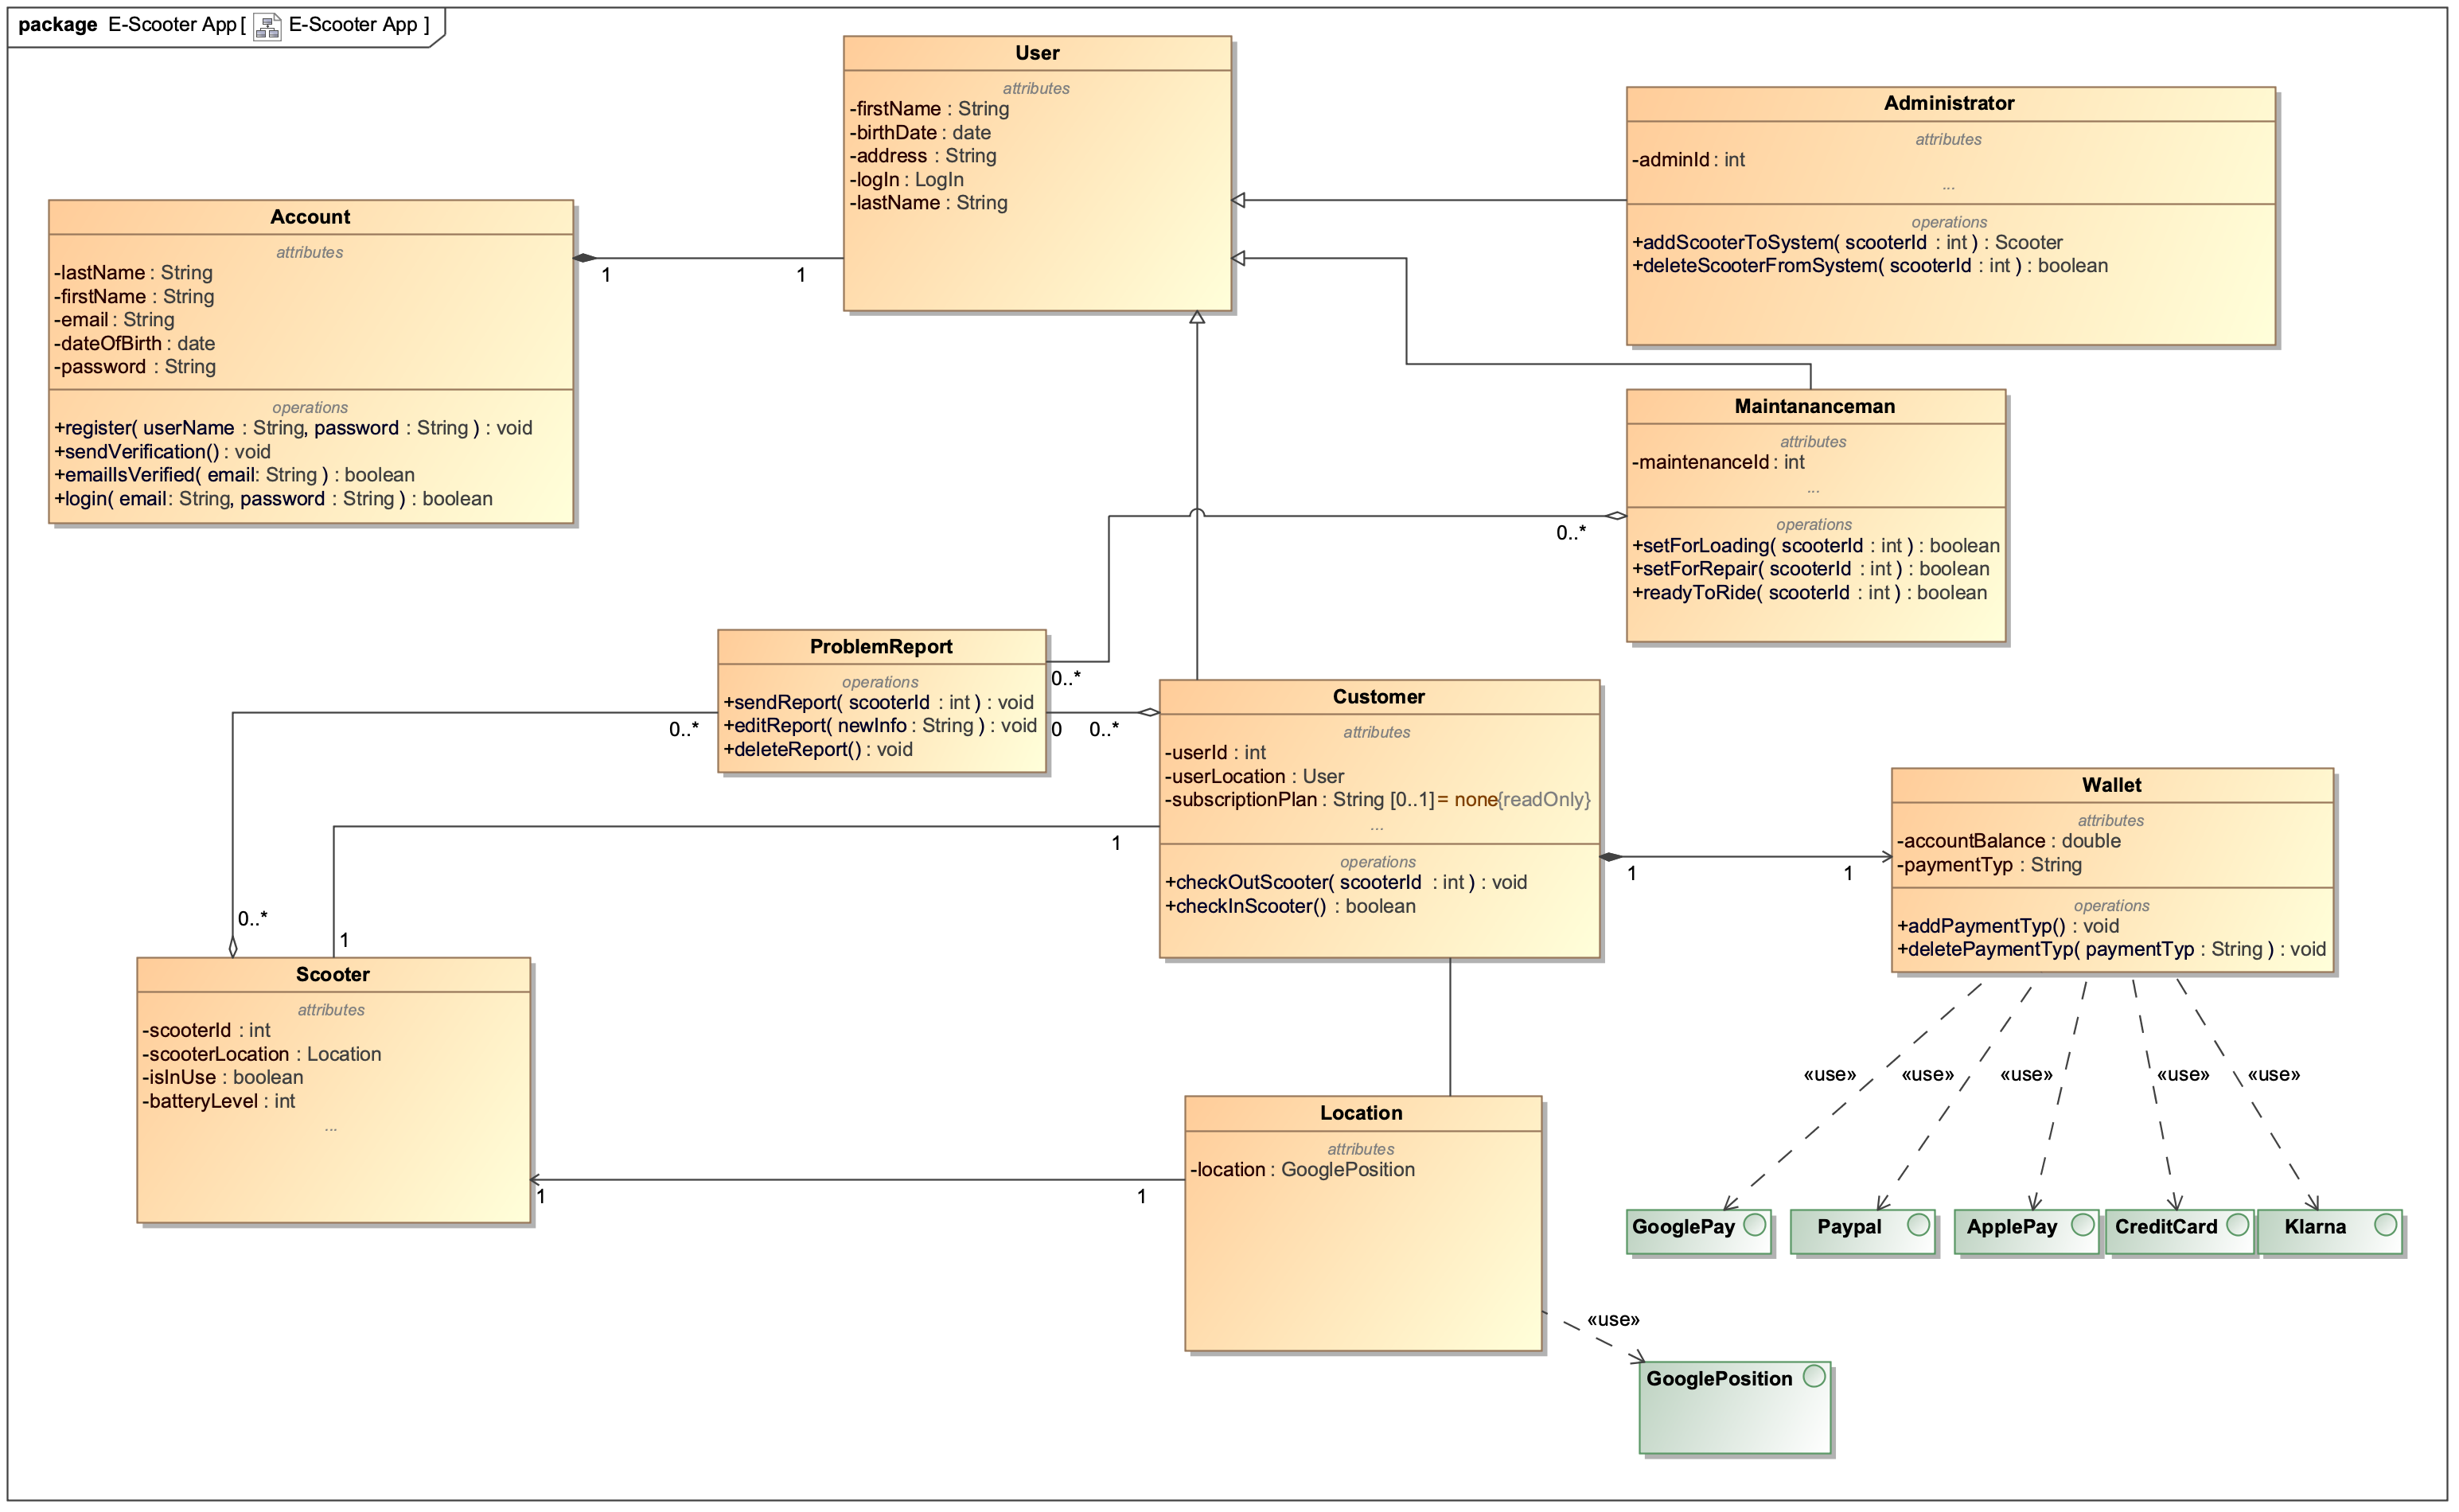 package E-Scooter App [ E-Scooter App ]
User
attributes
-firstName : String
-birthDate : date
-address : String
-logIn : LogIn
-lastName : String
Administrator
attributes
-adminId : int
...
operations
+addScooterToSystem( scooterId : int ) : Scooter
+deleteScooterFromSystem( scooterId : int ) : boolean
Account
attributes
-lastName : String
-firstName : String
-email : String
-dateOfBirth : date
-password : String
operations
+register( userName : String, password : String ) : void
+sendVerification() : void
+emailIsVerified( email : String ) : boolean
+login( email : String, password : String ) : boolean
1
1
Maintananceman
attributes
-maintenanceId : int
...
operations
+setForLoading( scooterId : int ) : boolean
+setForRepair( scooterId : int ) : boolean
+readyToRide( scooterId : int ) : boolean
0..*
ProblemReport
operations
+sendReport( scooterId : int ) : void
+editReport( newInfo : String ) : void
+deleteReport() : void
0..*
0..*
0
0..*
Customer
attributes
-userId : int
-userLocation : User
-subscriptionPlan : String [0..1] = none{readOnly}
...
operations
+checkOutScooter( scooterId : int ) : void
+checkInScooter() : boolean
1
1
1
Wallet
attributes
-accountBalance : double
-paymentTyp : String
operations
+addPaymentTyp() : void
+deletePaymentTyp( paymentTyp : String ) : void
0..*
1
Scooter
attributes
-scooterId : int
-scooterLocation : Location
-isInUse : boolean
-batteryLevel : int
...
1
1
Location
attributes
-location : GooglePosition
«use»
«use»
«use»
«use»
«use»
GooglePay
Paypal
ApplePay
CreditCard
Klarna
«use»
GooglePosition